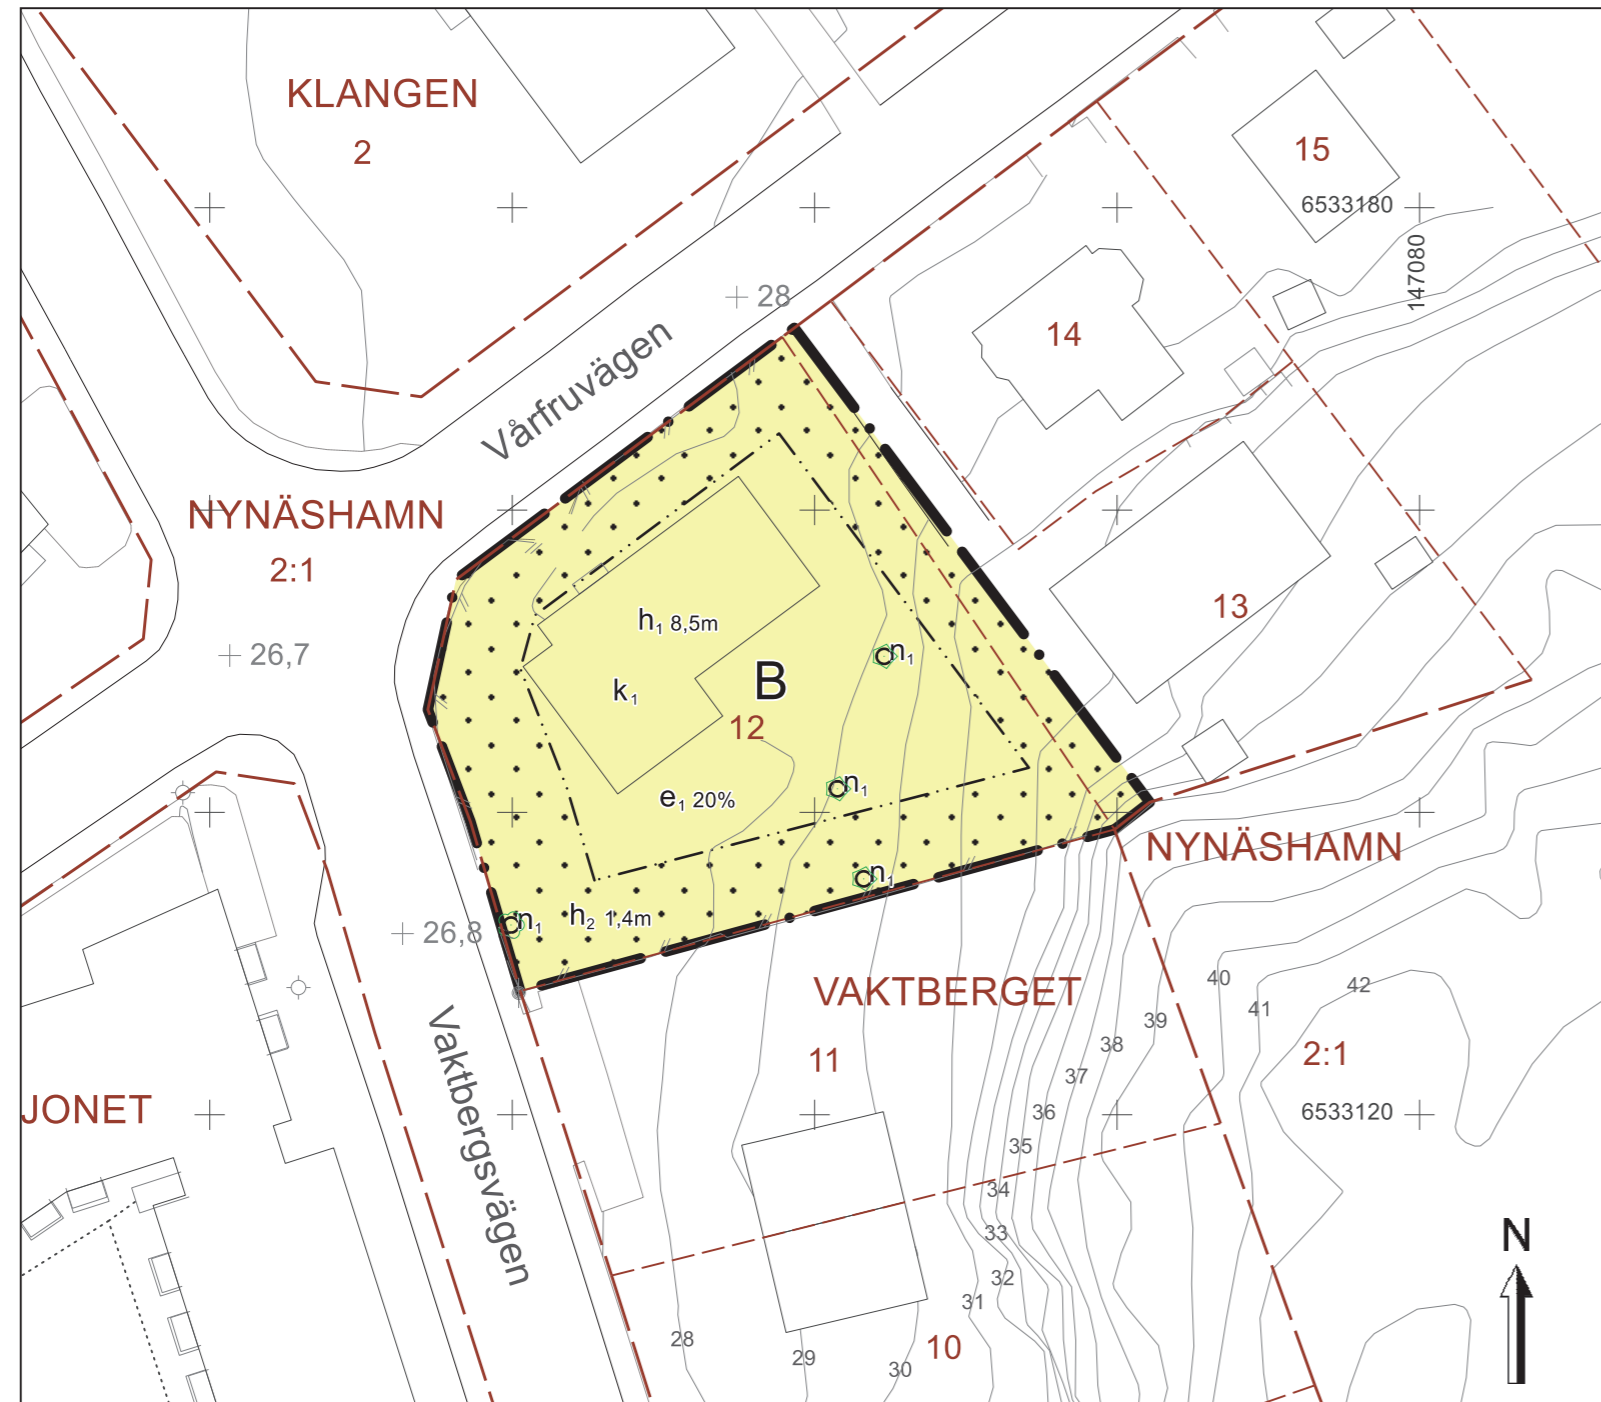 KLANGEN
2
15
6533180
147080
28
14
Vårfruvägen
NYNÄSHAMN
2:1
13
h₁ 8,5m
26,7
n₁
B
k₁
12
n₁
e₁ 20%
NYNÄSHAMN
n₁
h₂ 1,4m
n₁
26,8
VAKTBERGET
40
42
41
39
38
Vaktbergsvägen
11
2:1
37
JONET
36
6533120
35
34
33
N
32
31
28
10
29
30